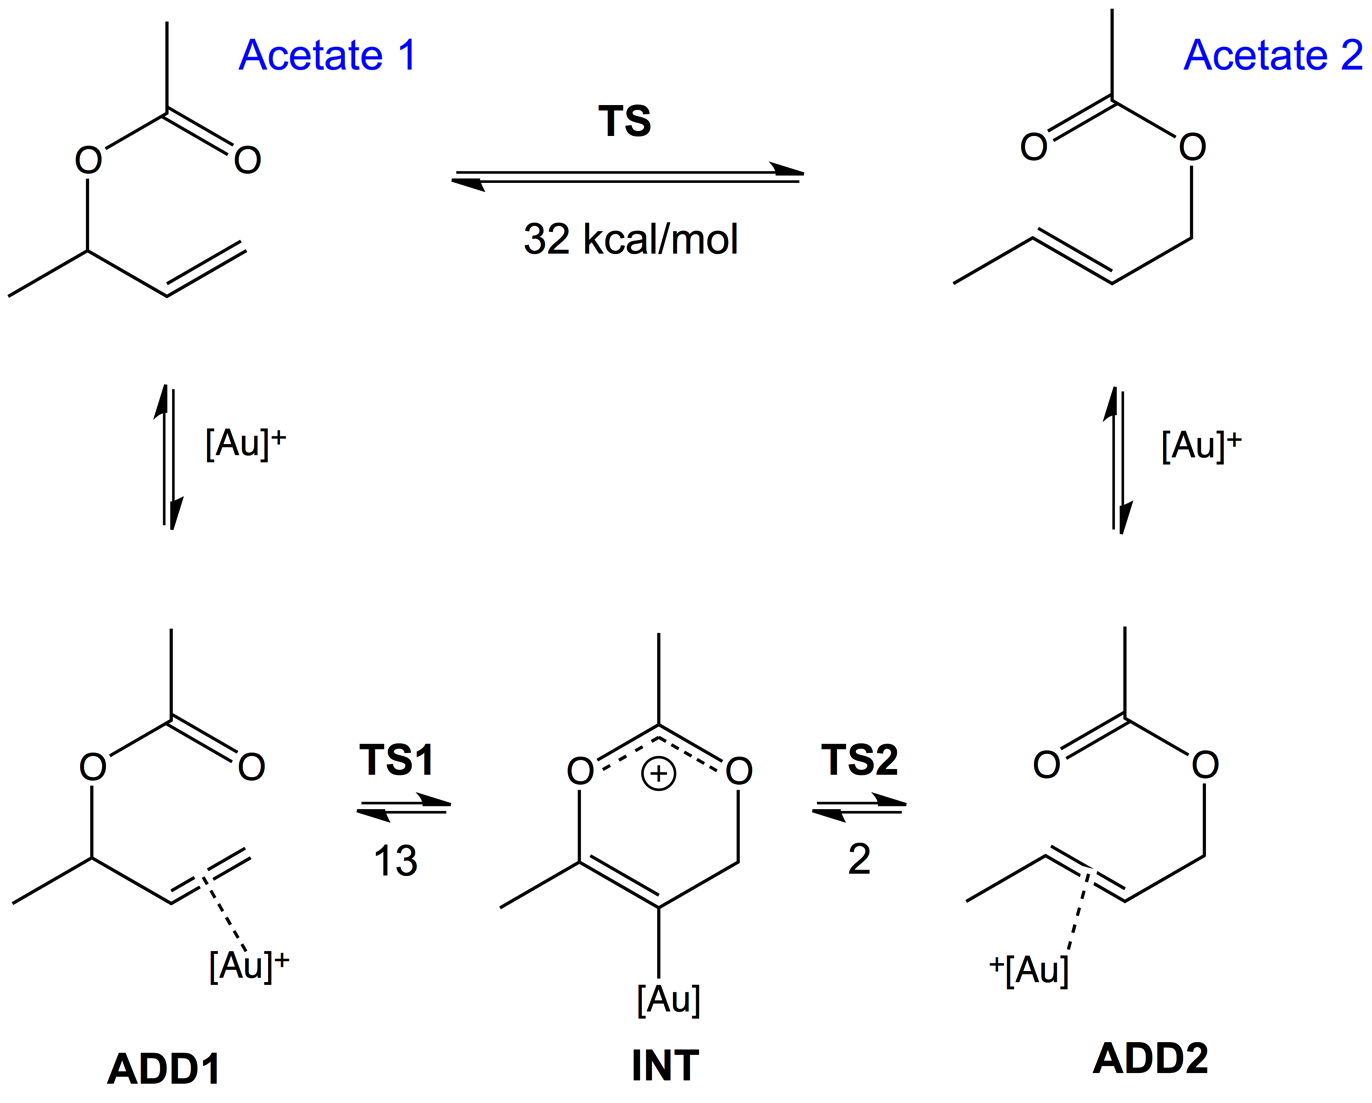 Acetate 1
Acetate 2
TS
32 kcal/mol
O
O
O
O
[Au]+
[Au]+
O
O
TS1
13
O
+
O
TS2
2
O
O
[Au]+
[Au]
+[Au]
ADD1
INT
ADD2